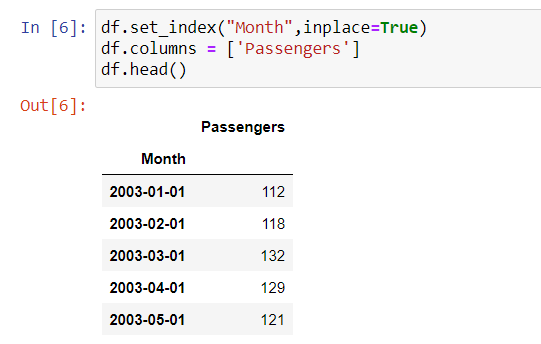 In [6]: df.set_index("Month",inplace=True)
df.columns = ['Passengers']
df.head()
Out[6]:
Passengers
Month
2003-01-01 112
2003-02-01 118
2003-03-01 132
2003-04-01 129
2003-05-01 121